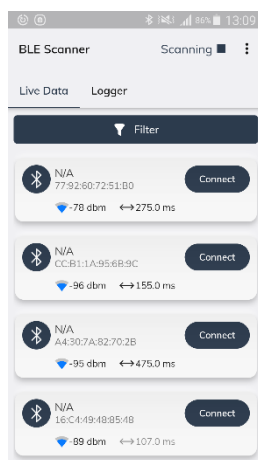 86% 13:09
BLE Scanner Scanning
Live Data Logger
Filter
N/A
77:92:60:72:51:B0
Connect
-78 dbm 275.0 ms
N/A
CC:B1:1A:95:6B:9C
Connect
-96 dbm 155.0 ms
N/A
A4:30:7A:82:70:2B
Connect
-95 dbm 475.0 ms
N/A
16:C4:49:48:85:4B
Connect
-89 dbm 107.0 ms